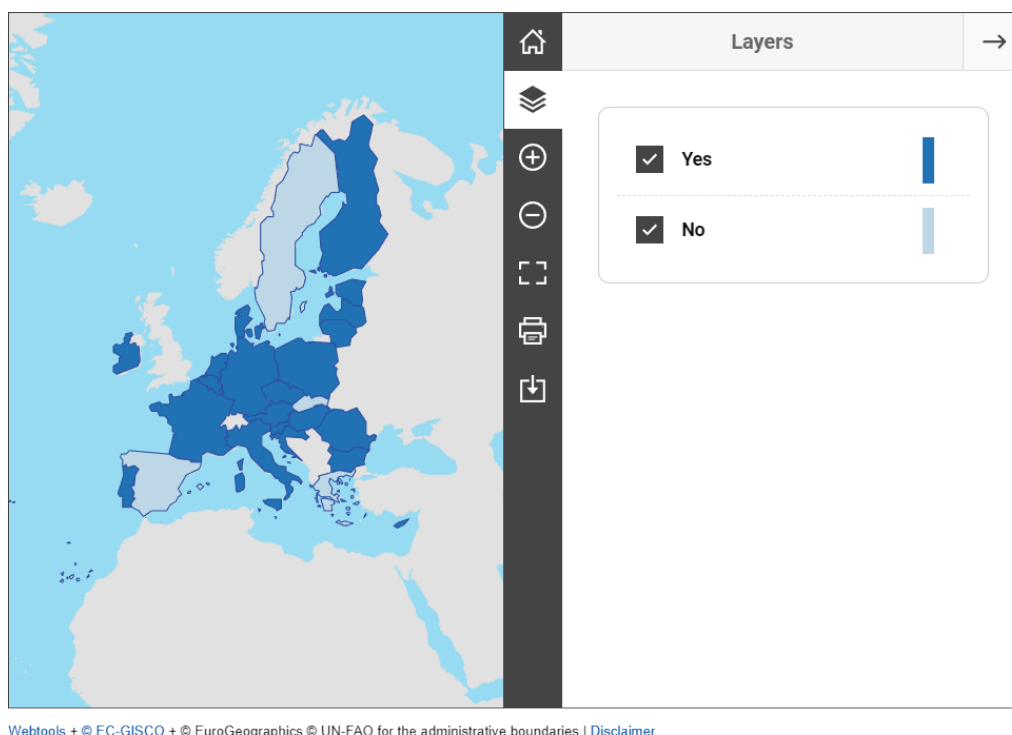 Layers
Yes
No
Webtools + © EC-GISCO + © EuroGeographics © UN-FAO for the administrative boundaries | Disclaimer